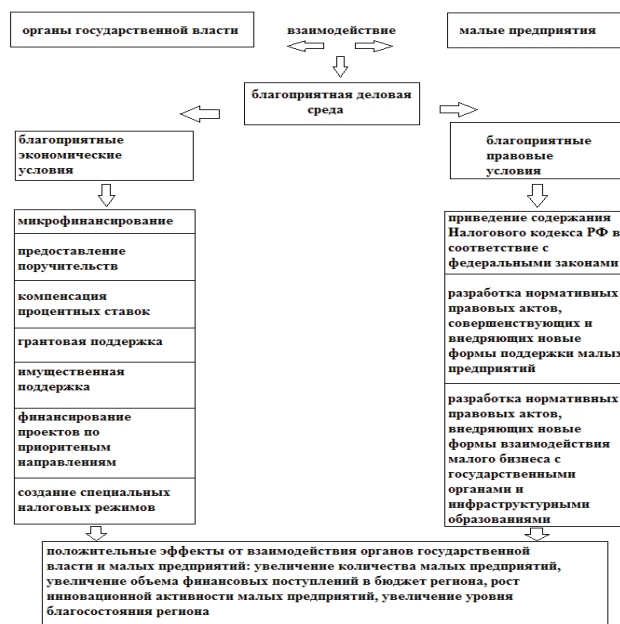 органы государственной власти
взаимодействие
малые предприятия
благоприятная деловая
среда
благоприятные
экономические
условия
благоприятные
правовые
условия
микрофинансирование
предоставление
поручительств
компенсация
процентных ставок
грантовая поддержка
имущественная
поддержка
финансирование
проектов по
приоритеным
направлениям
создание специальных
налоговых режимов
приведение содержания
Налогового кодекса РФ в
соответствие с
федеральными законами
разработка нормативных
правовых актов,
совершенствующих и
внедряющих новые
формы поддержки малых
предприятий
разработка нормативных
правовых актов,
внедряющих новые
формы взаимодействия
малого бизнеса с
государственными
органами и
инфраструктурными
образованиями
положительные эффекты от взаимодействия органов государственной
власти и малых предприятий: увеличение количества малых предприятий,
увеличение объема финансовых поступлений в бюджет региона, рост
инновационной активности малых предприятий, увеличение уровня
благосостояния региона